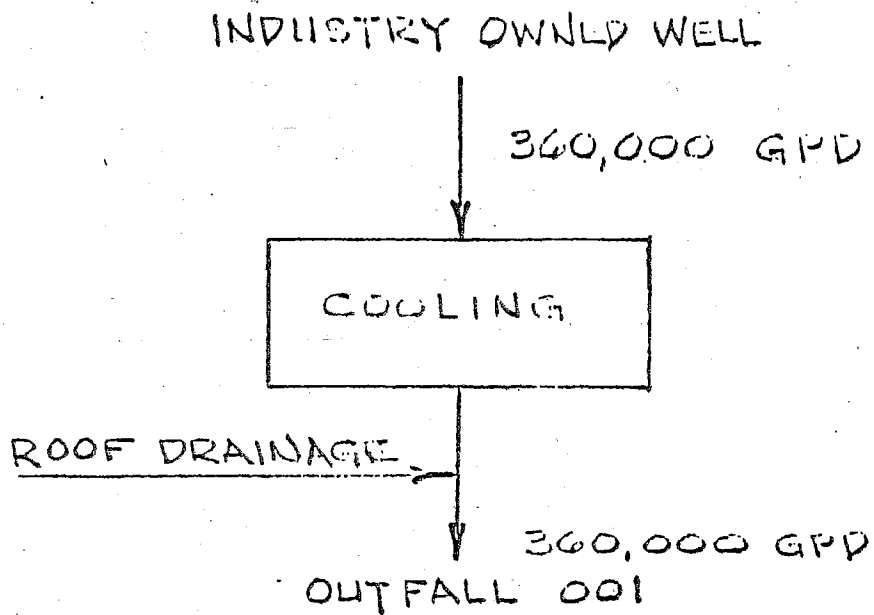 INDUSTRY OWNED WELL
360,000 GPD
COOLING
ROOF DRAINAGE
360,000 GPD
OUTFALL 001